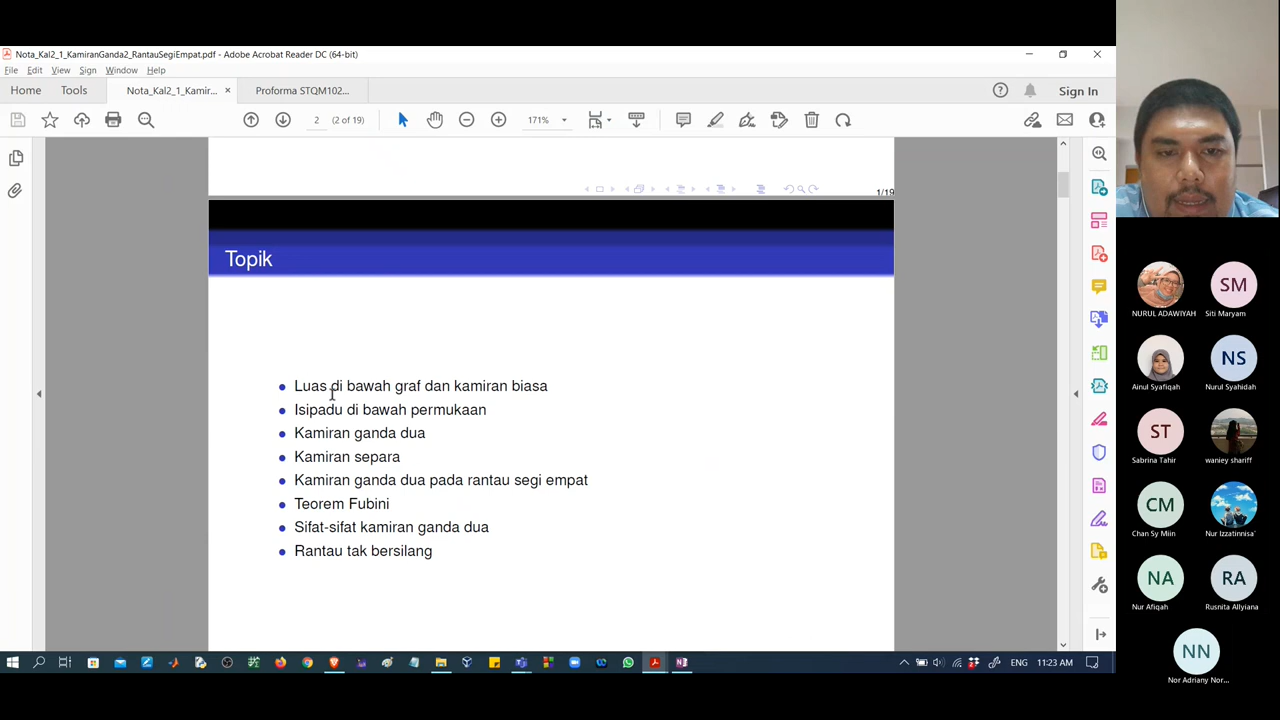 Nota_Kal2_1_KamiranGanda2_RantauSegiEmpat.pdf - Adobe Acrobat Reader DC (64-bit)
File Edit View Sign Window Help
Home Tools Nota_Kal2_1_Kamir... × Proforma STQM102... Sign In
2 (2 of 19) 171%
1/19
Topik
Luas di bawah graf dan kamiran biasa
Isipadu di bawah permukaan
Kamiran ganda dua
Kamiran separa
Kamiran ganda dua pada rantau segi empat
Teorem Fubini
Sifat-sifat kamiran ganda dua
Rantau tak bersilang
SM
NURUL ADAWIYAH Siti Maryam
NS
Ainul Syafiqah Nurul Syahidah
ST
Sabrina Tahir waniey shariff
CM
Chan Sy Miin Nur Izzatinnisa'
NA RA
Nur Afiqah Rusnita Allyiana
NN
Nor Adriany Nor...
ENG 11:23 AM